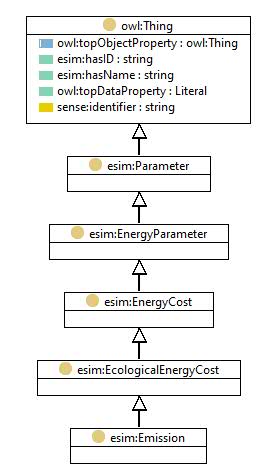 owl:Thing
owl:topObjectProperty : owl:Thing
esim:hasID : string
esim:hasName : string
owl:topDataProperty : Literal
sense:identifier : string
esim:Parameter
esim:EnergyParameter
esim:EnergyCost
esim:EcologicalEnergyCost
esim:Emission